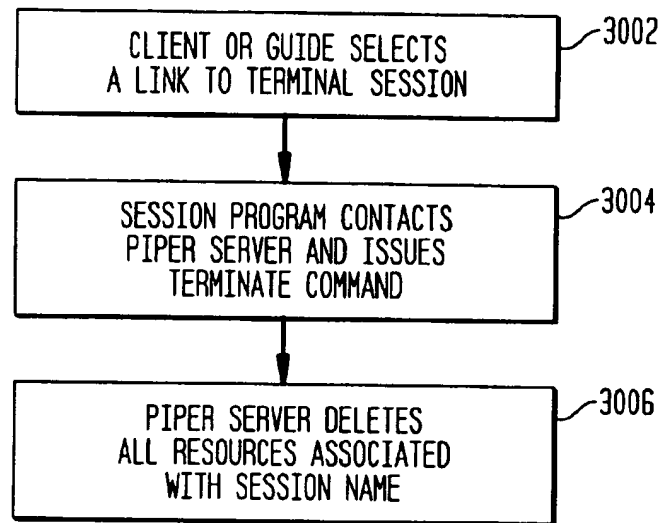 CLIENT OR GUIDE SELECTS
A LINK TO TERMINAL SESSION
3002
SESSION PROGRAM CONTACTS
PIPER SERVER AND ISSUES
TERMINATE COMMAND
3004
PIPER SERVER DELETES
ALL RESOURCES ASSOCIATED
WITH SESSION NAME
3006